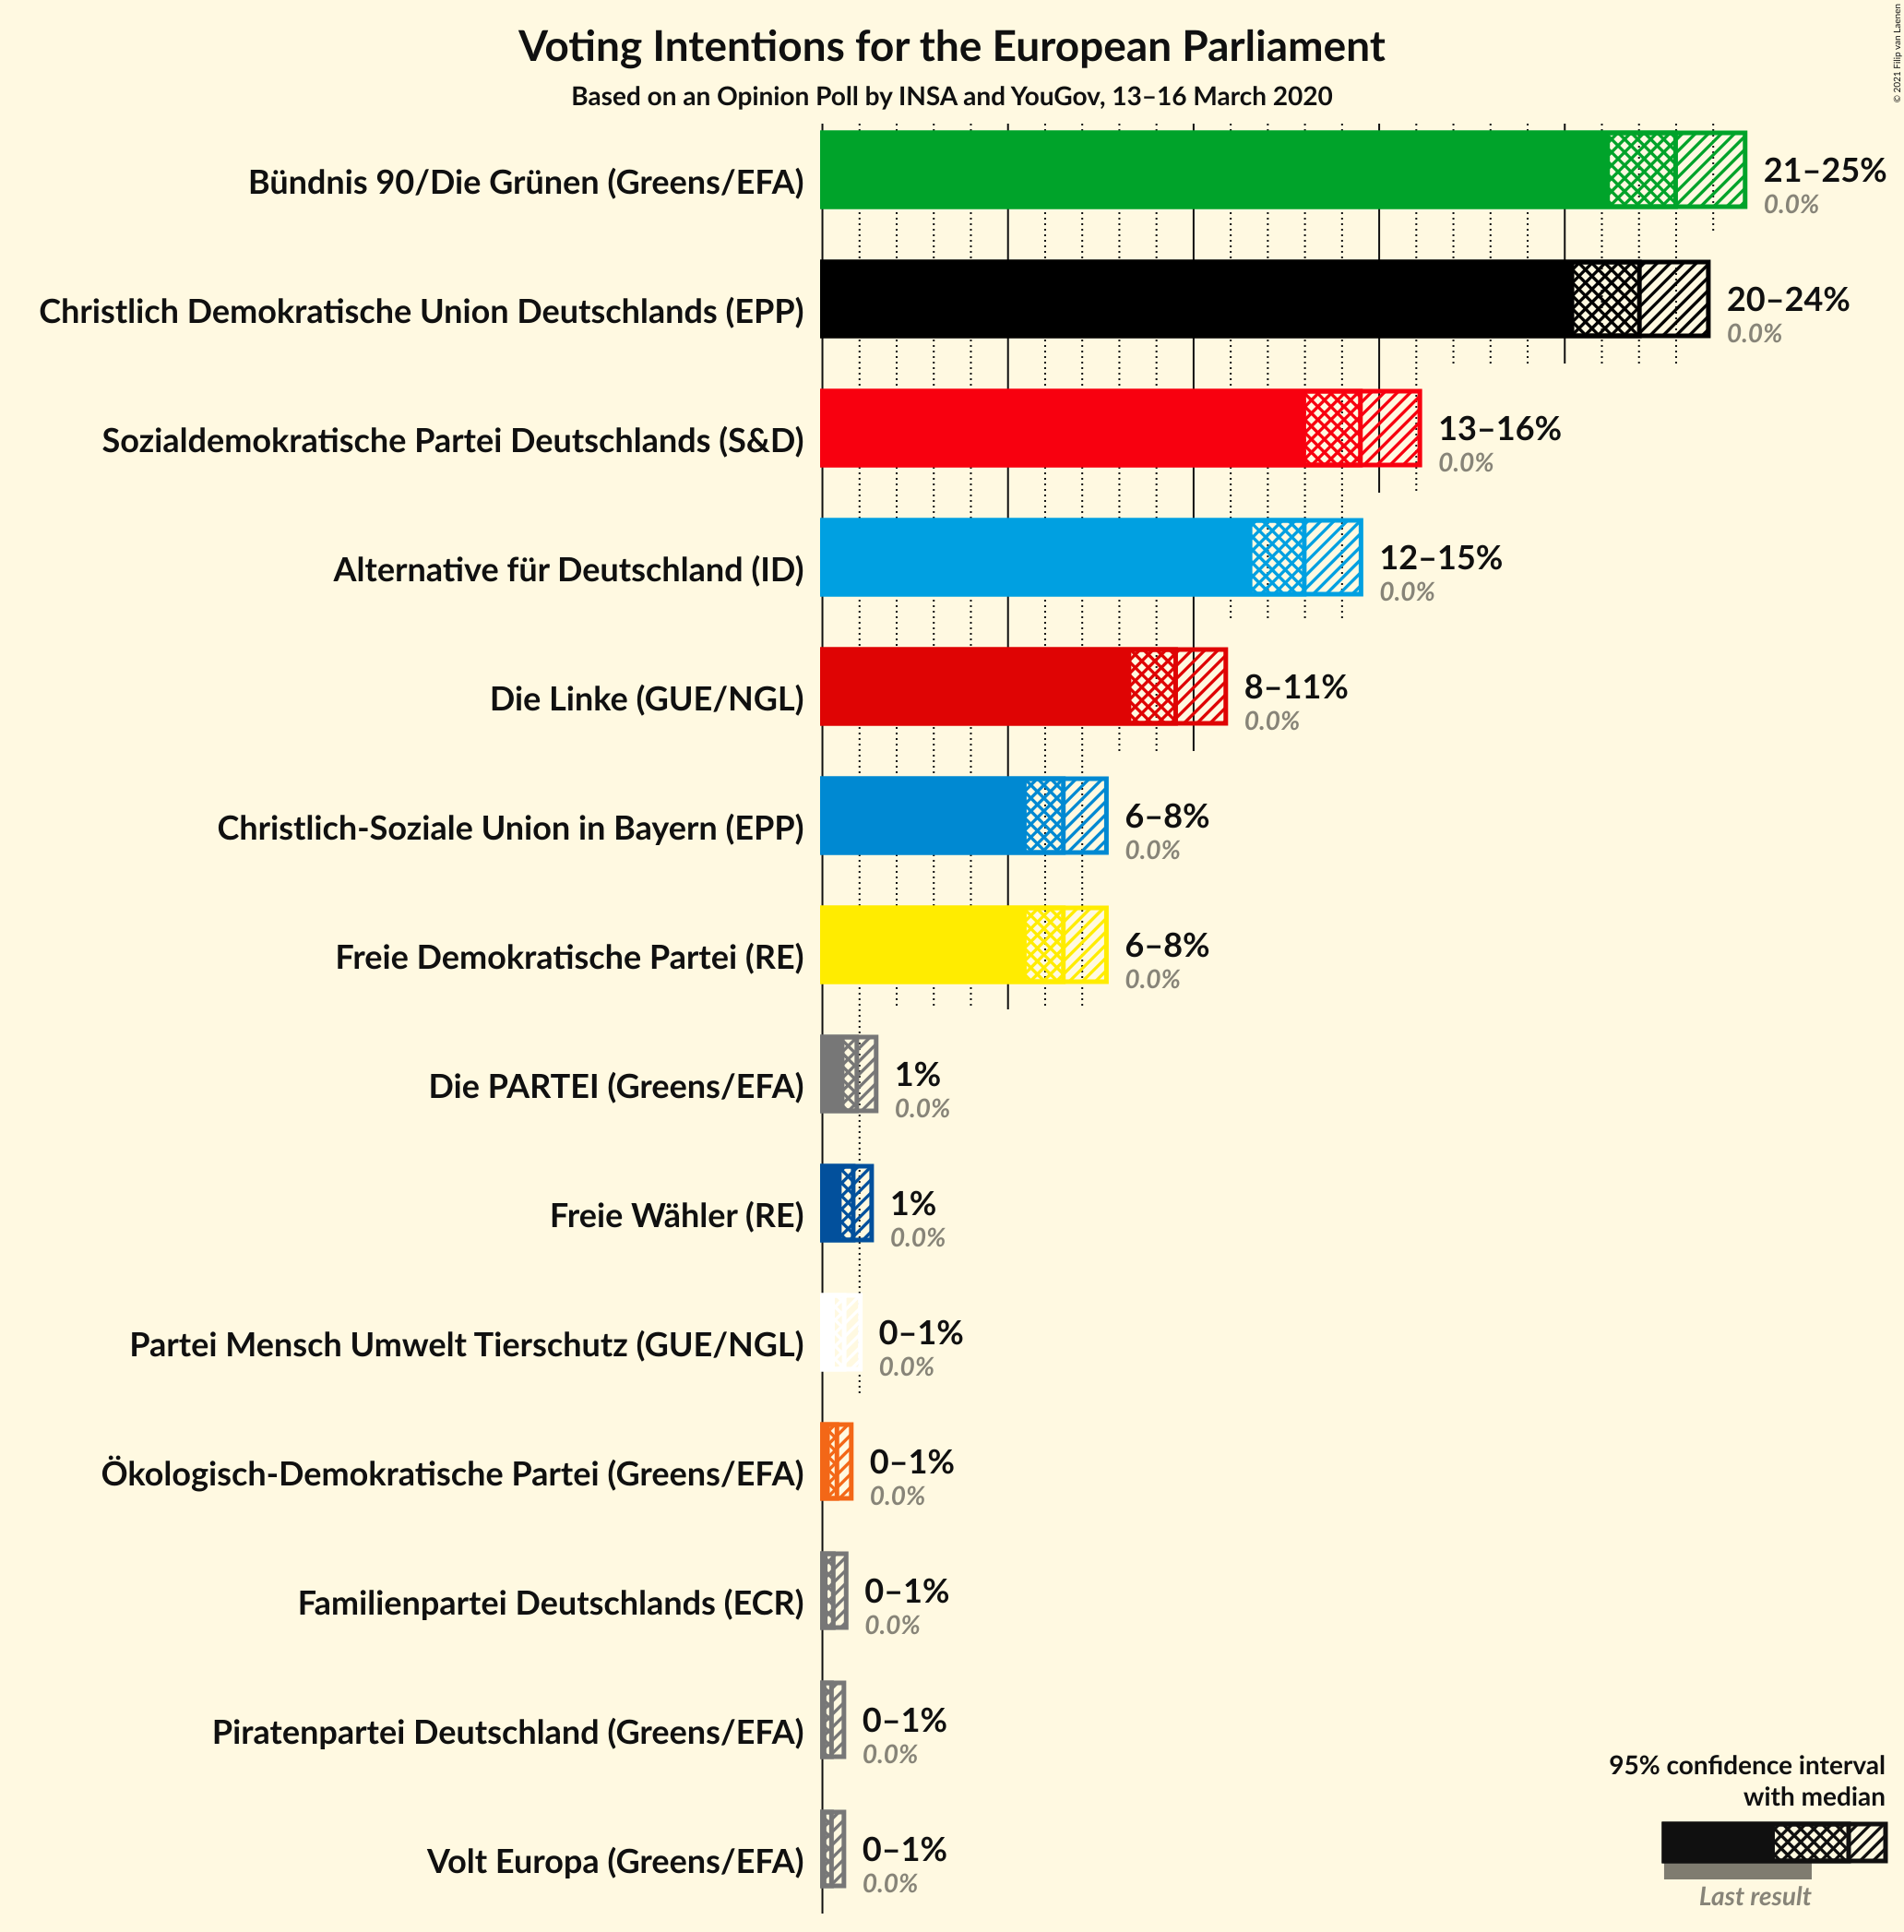 Voting Intentions for the European Parliament
Based on an Opinion Poll by INSA and YouGov, 13–16 March 2020
© 2021 Filip van Laenen
Bündnis 90/Die Grünen (Greens/EFA)
21–25%
0.0%
Christlich Demokratische Union Deutschlands (EPP)
20–24%
0.0%
Sozialdemokratische Partei Deutschlands (S&D)
13–16%
0.0%
Alternative für Deutschland (ID)
12–15%
0.0%
Die Linke (GUE/NGL)
8–11%
0.0%
Christlich-Soziale Union in Bayern (EPP)
6–8%
0.0%
Freie Demokratische Partei (RE)
6–8%
0.0%
Die PARTEI (Greens/EFA)
1%
0.0%
Freie Wähler (RE)
1%
0.0%
Partei Mensch Umwelt Tierschutz (GUE/NGL)
0–1%
0.0%
Ökologisch-Demokratische Partei (Greens/EFA)
0–1%
0.0%
Familienpartei Deutschlands (ECR)
0–1%
0.0%
Piratenpartei Deutschland (Greens/EFA)
0–1%
0.0%
Volt Europa (Greens/EFA)
0–1%
0.0%
95% confidence interval
with median
Last result